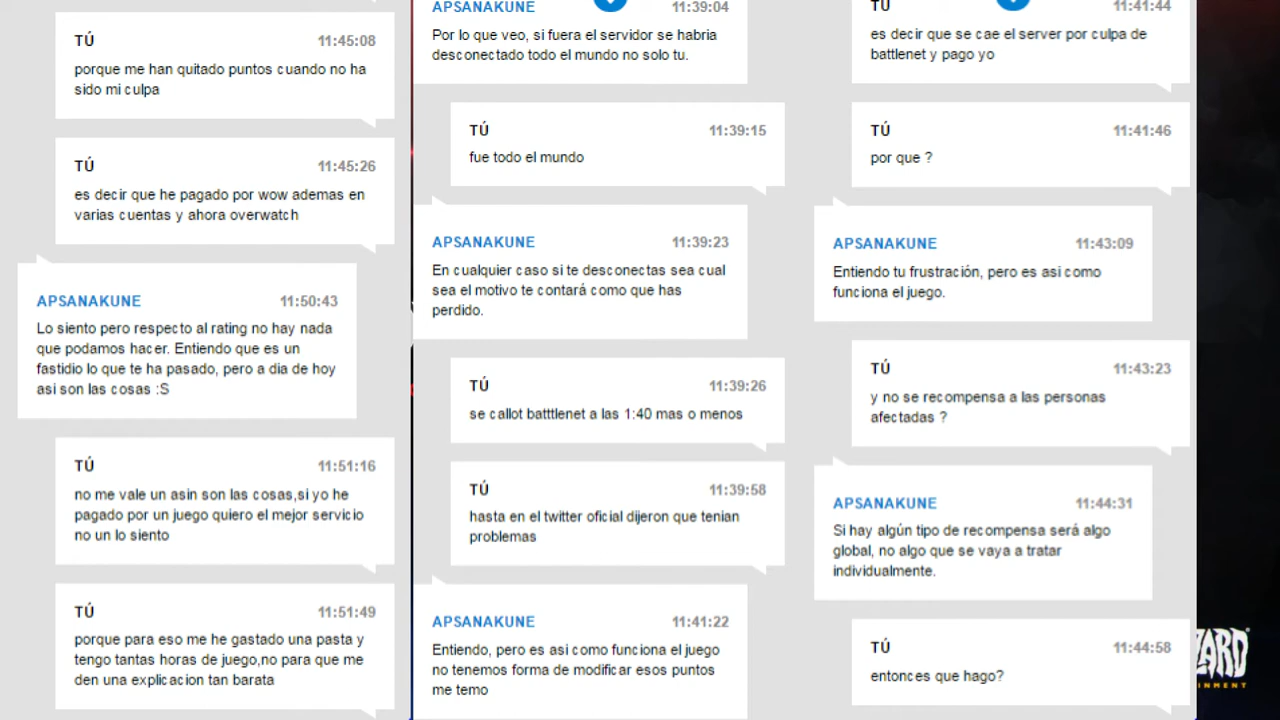 TÚ 11:45:08
porque me han quitado puntos cuando no ha
sido mi culpa
TÚ 11:45:26
es decir que he pagado por wow ademas en
varias cuentas y ahora overwatch
APSANAKUNE 11:50:43
Lo siento pero respecto al rating no hay nada
que podamos hacer. Entiendo que es un
fastidio lo que te ha pasado, pero a dia de hoy
asi son las cosas :S
TÚ 11:51:16
no me vale un asin son las cosas,si yo he
pagado por un juego quiero el mejor servicio
no un lo siento
TÚ 11:51:49
porque para eso me he gastado una pasta y
tengo tantas horas de juego,no para que me
den una explicacion tan barata
APSANAKUNE 11:39:04
Por lo que veo, si fuera el servidor se habria
desconectado todo el mundo no solo tu.
TÚ 11:39:15
fue todo el mundo
APSANAKUNE 11:39:23
En cualquier caso si te desconectas sea cual
sea el motivo te contará como que has
perdido.
TÚ 11:39:26
se callot batttlenet a las 1:40 mas o menos
TÚ 11:39:58
hasta en el twitter oficial dijeron que tenian
problemas
APSANAKUNE 11:41:22
Entiendo, pero es asi como funciona el juego
no tenemos forma de modificar esos puntos
me temo
TÚ 11:41:44
es decir que se cae el server por culpa de
battlenet y pago yo
TÚ 11:41:46
por que ?
APSANAKUNE 11:43:09
Entiendo tu frustración, pero es asi como
funciona el juego.
TÚ 11:43:23
y no se recompensa a las personas
afectadas ?
APSANAKUNE 11:44:31
Si hay algún tipo de recompensa será algo
global, no algo que se vaya a tratar
individualmente.
TÚ 11:44:58
entonces que hago?
ZARD
INMENT